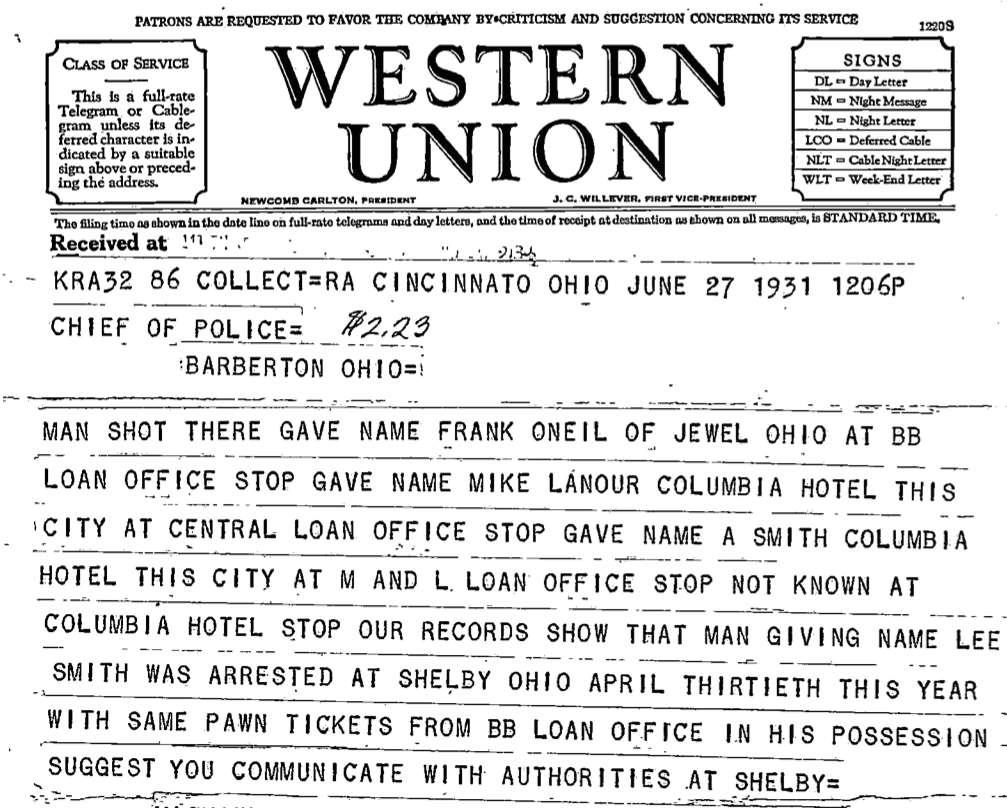 PATRONS ARE REQUESTED TO FAVOR THE COMPANY BY CRITICISM AND SUGGESTION CONCERNING ITS SERVICE
1220S
CLASS OF SERVICE
This is a full-rate
Telegram or Cable-
gram unless its de-
ferred character is in-
dicated by a suitable
sign above or preced-
ing the address.
WESTERN
UNION
NEWCOMB CARLTON, PRESIDENT
J. C. WILLEVER, FIRST VICE-PRESIDENT
SIGNS
DL = Day Letter
NM = Night Message
NL = Night Letter
LCO = Deferred Cable
NLT = Cable Night Letter
WLT = Week-End Letter
The filing time as shown in the date line on full-rate telegrams and day letters, and the time of receipt at destination as shown on all messages, is STANDARD TIME.
Received at
KRA32 86 COLLECT=RA CINCINNATO OHIO JUNE 27 1931 1206P
CHIEF OF POLICE= $2.23
BARBERTON OHIO=
MAN SHOT THERE GAVE NAME FRANK ONEIL OF JEWEL OHIO AT BB
LOAN OFFICE STOP GAVE NAME MIKE LANOUR COLUMBIA HOTEL THIS
CITY AT CENTRAL LOAN OFFICE STOP GAVE NAME A SMITH COLUMBIA
HOTEL THIS CITY AT M AND L. LOAN OFFICE STOP NOT KNOWN AT
COLUMBIA HOTEL STOP OUR RECORDS SHOW THAT MAN GIVING NAME LEE
SMITH WAS ARRESTED AT SHELBY OHIO APRIL THIRTIETH THIS YEAR
WITH SAME PAWN TICKETS FROM BB LOAN OFFICE IN HIS POSSESSION
SUGGEST YOU COMMUNICATE WITH AUTHORITIES AT SHELBY=